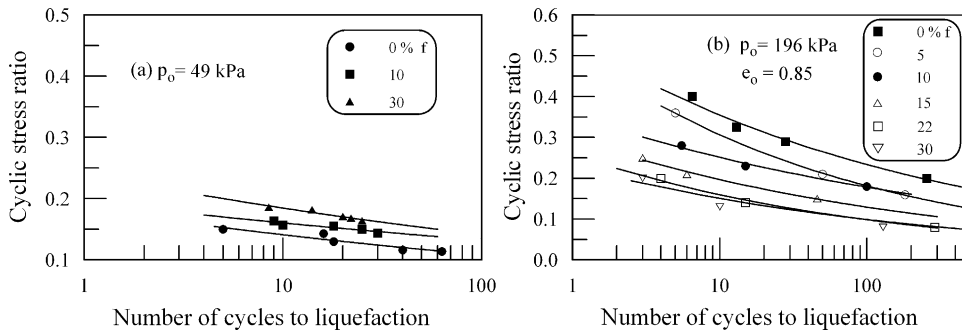 0.5
0.4
0.3
0.2
0.1
Cyclic stress ratio
(a) pₒ= 49 kPa
0% f
10
30
1
10
100
Number of cycles to liquefaction
0.6
0.5
0.4
0.3
0.2
0.1
0.0
Cyclic stress ratio
(b) pₒ= 196 kPa
eₒ = 0.85
0% f
5
10
15
22
30
1
10
100
Number of cycles to liquefaction